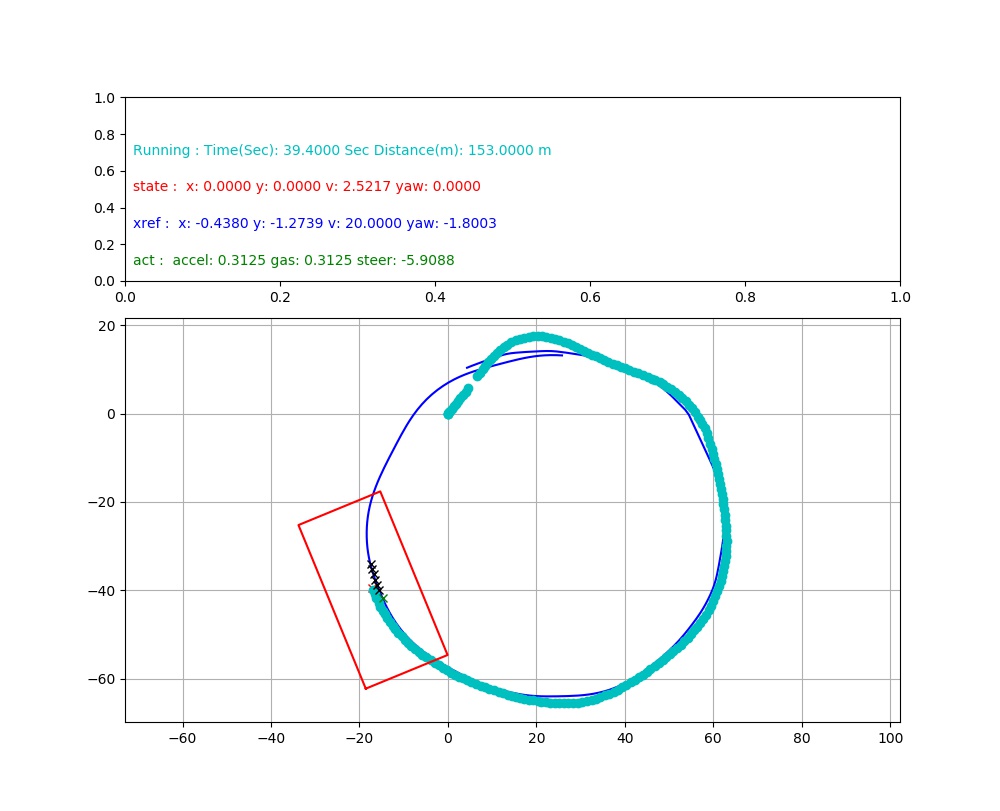 1.0
0.8
Running : Time(Sec): 39.4000 Sec Distance(m): 153.0000 m
0.6
state :  x: 0.0000 y: 0.0000 v: 2.5217 yaw: 0.0000
0.4
xref :  x: -0.4380 y: -1.2739 v: 20.0000 yaw: -1.8003
0.2
act :  accel: 0.3125 gas: 0.3125 steer: -5.9088
0.0
0.0 0.2 0.4 0.6 0.8 1.0
20
0
−20
−40
−60
−60 −40 −20 0 20 40 60 80 100